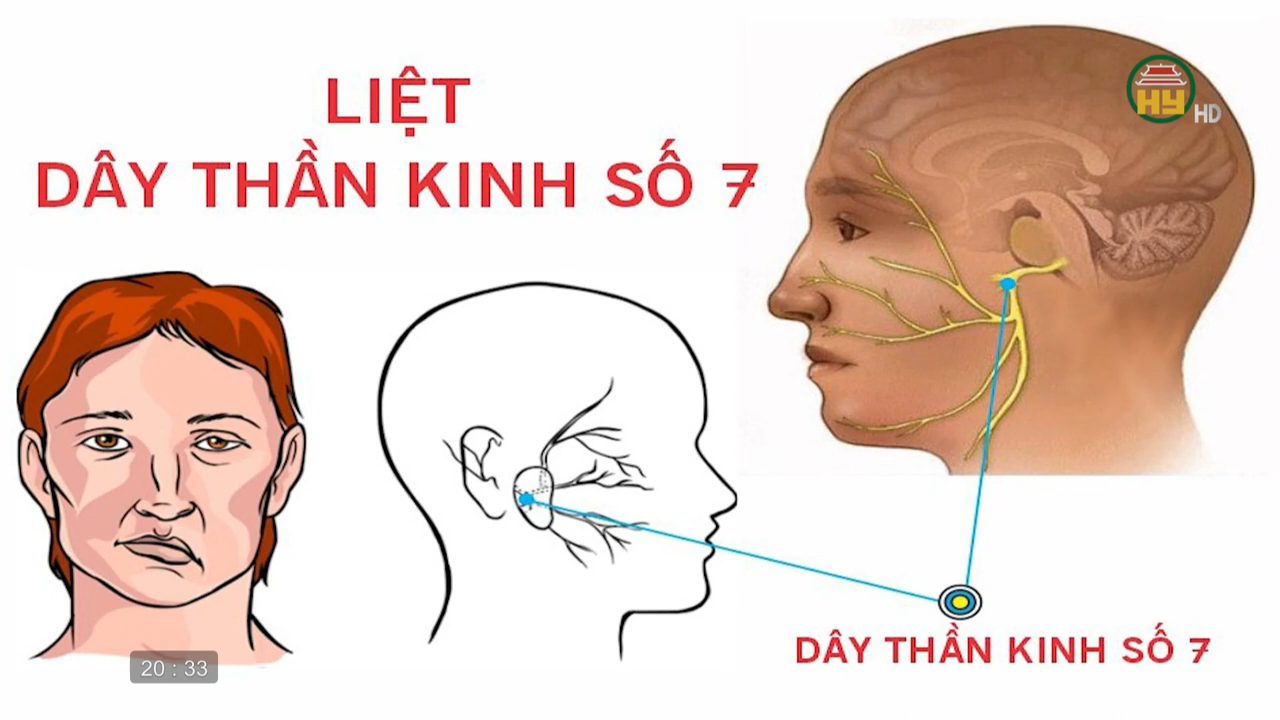 LIỆT
DÂY THẦN KINH SỐ 7
HY HD
DÂY THẦN KINH SỐ 7
20 : 33